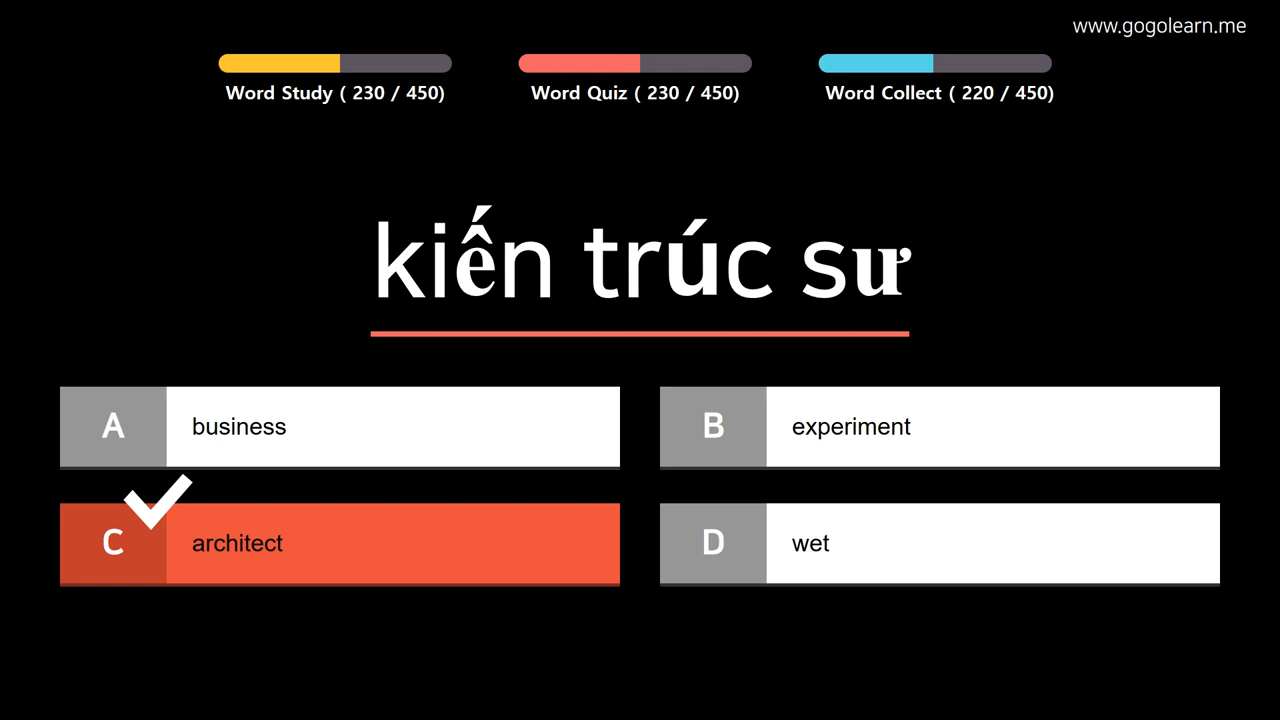 www.gogolearn.me
Word Study ( 230 / 450)
Word Quiz ( 230 / 450)
Word Collect ( 220 / 450)
kiến trúc sư
A business
B experiment
C architect
D wet